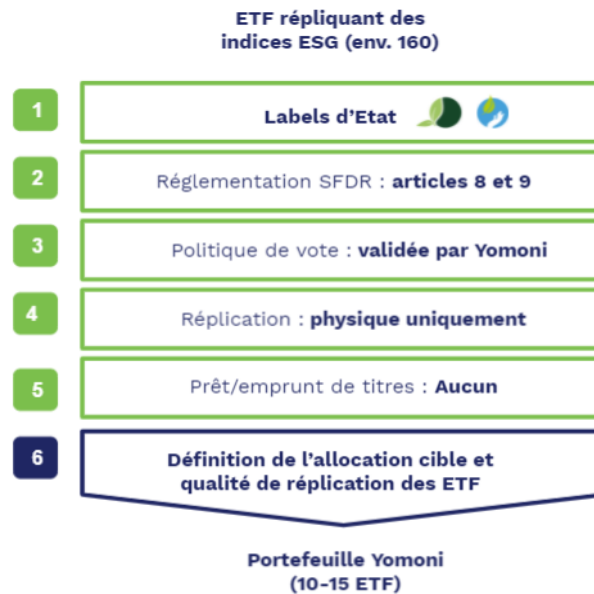 ETF répliquant des
indices ESG (env. 160)
1
Labels d’Etat
2
Réglementation SFDR : articles 8 et 9
3
Politique de vote : validée par Yomoni
4
Réplication : physique uniquement
5
Prêt/emprunt de titres : Aucun
6
Définition de l’allocation cible et
qualité de réplication des ETF
Portefeuille Yomoni
(10-15 ETF)